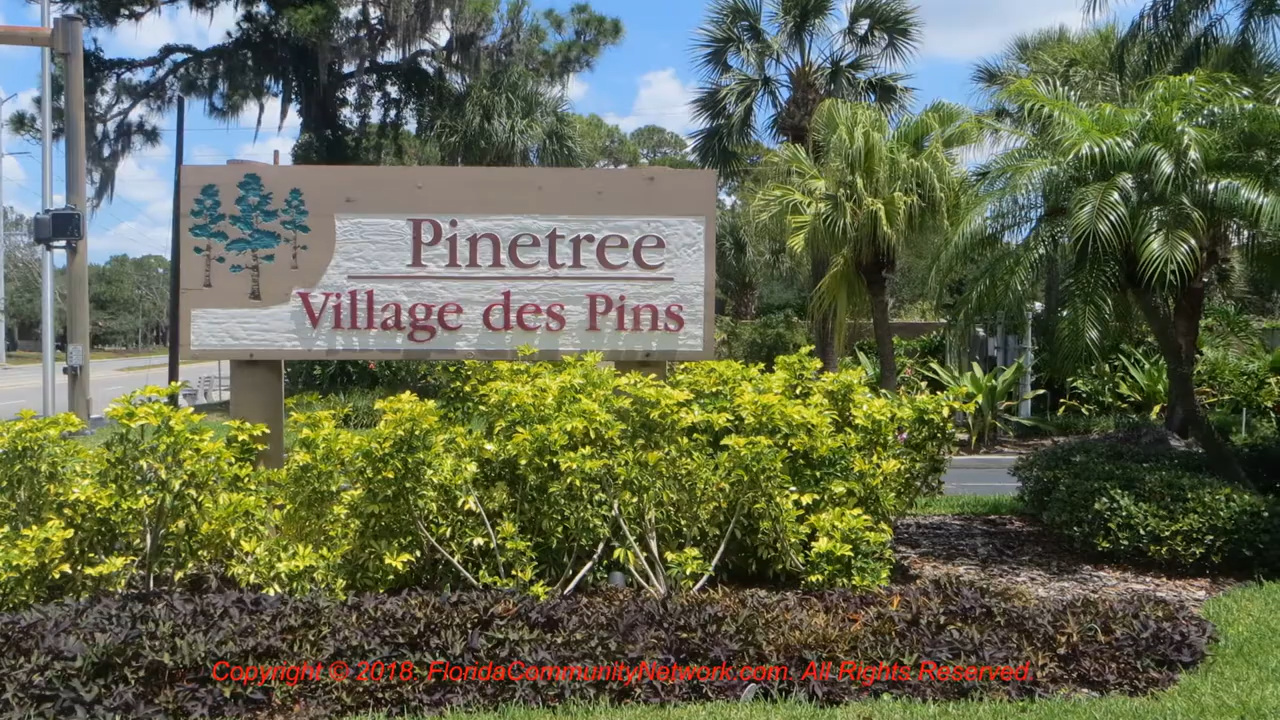 Pinetree
Village des Pins
Copyright © 2018: FloridaCommunityNetwork.com. All Rights Reserved.